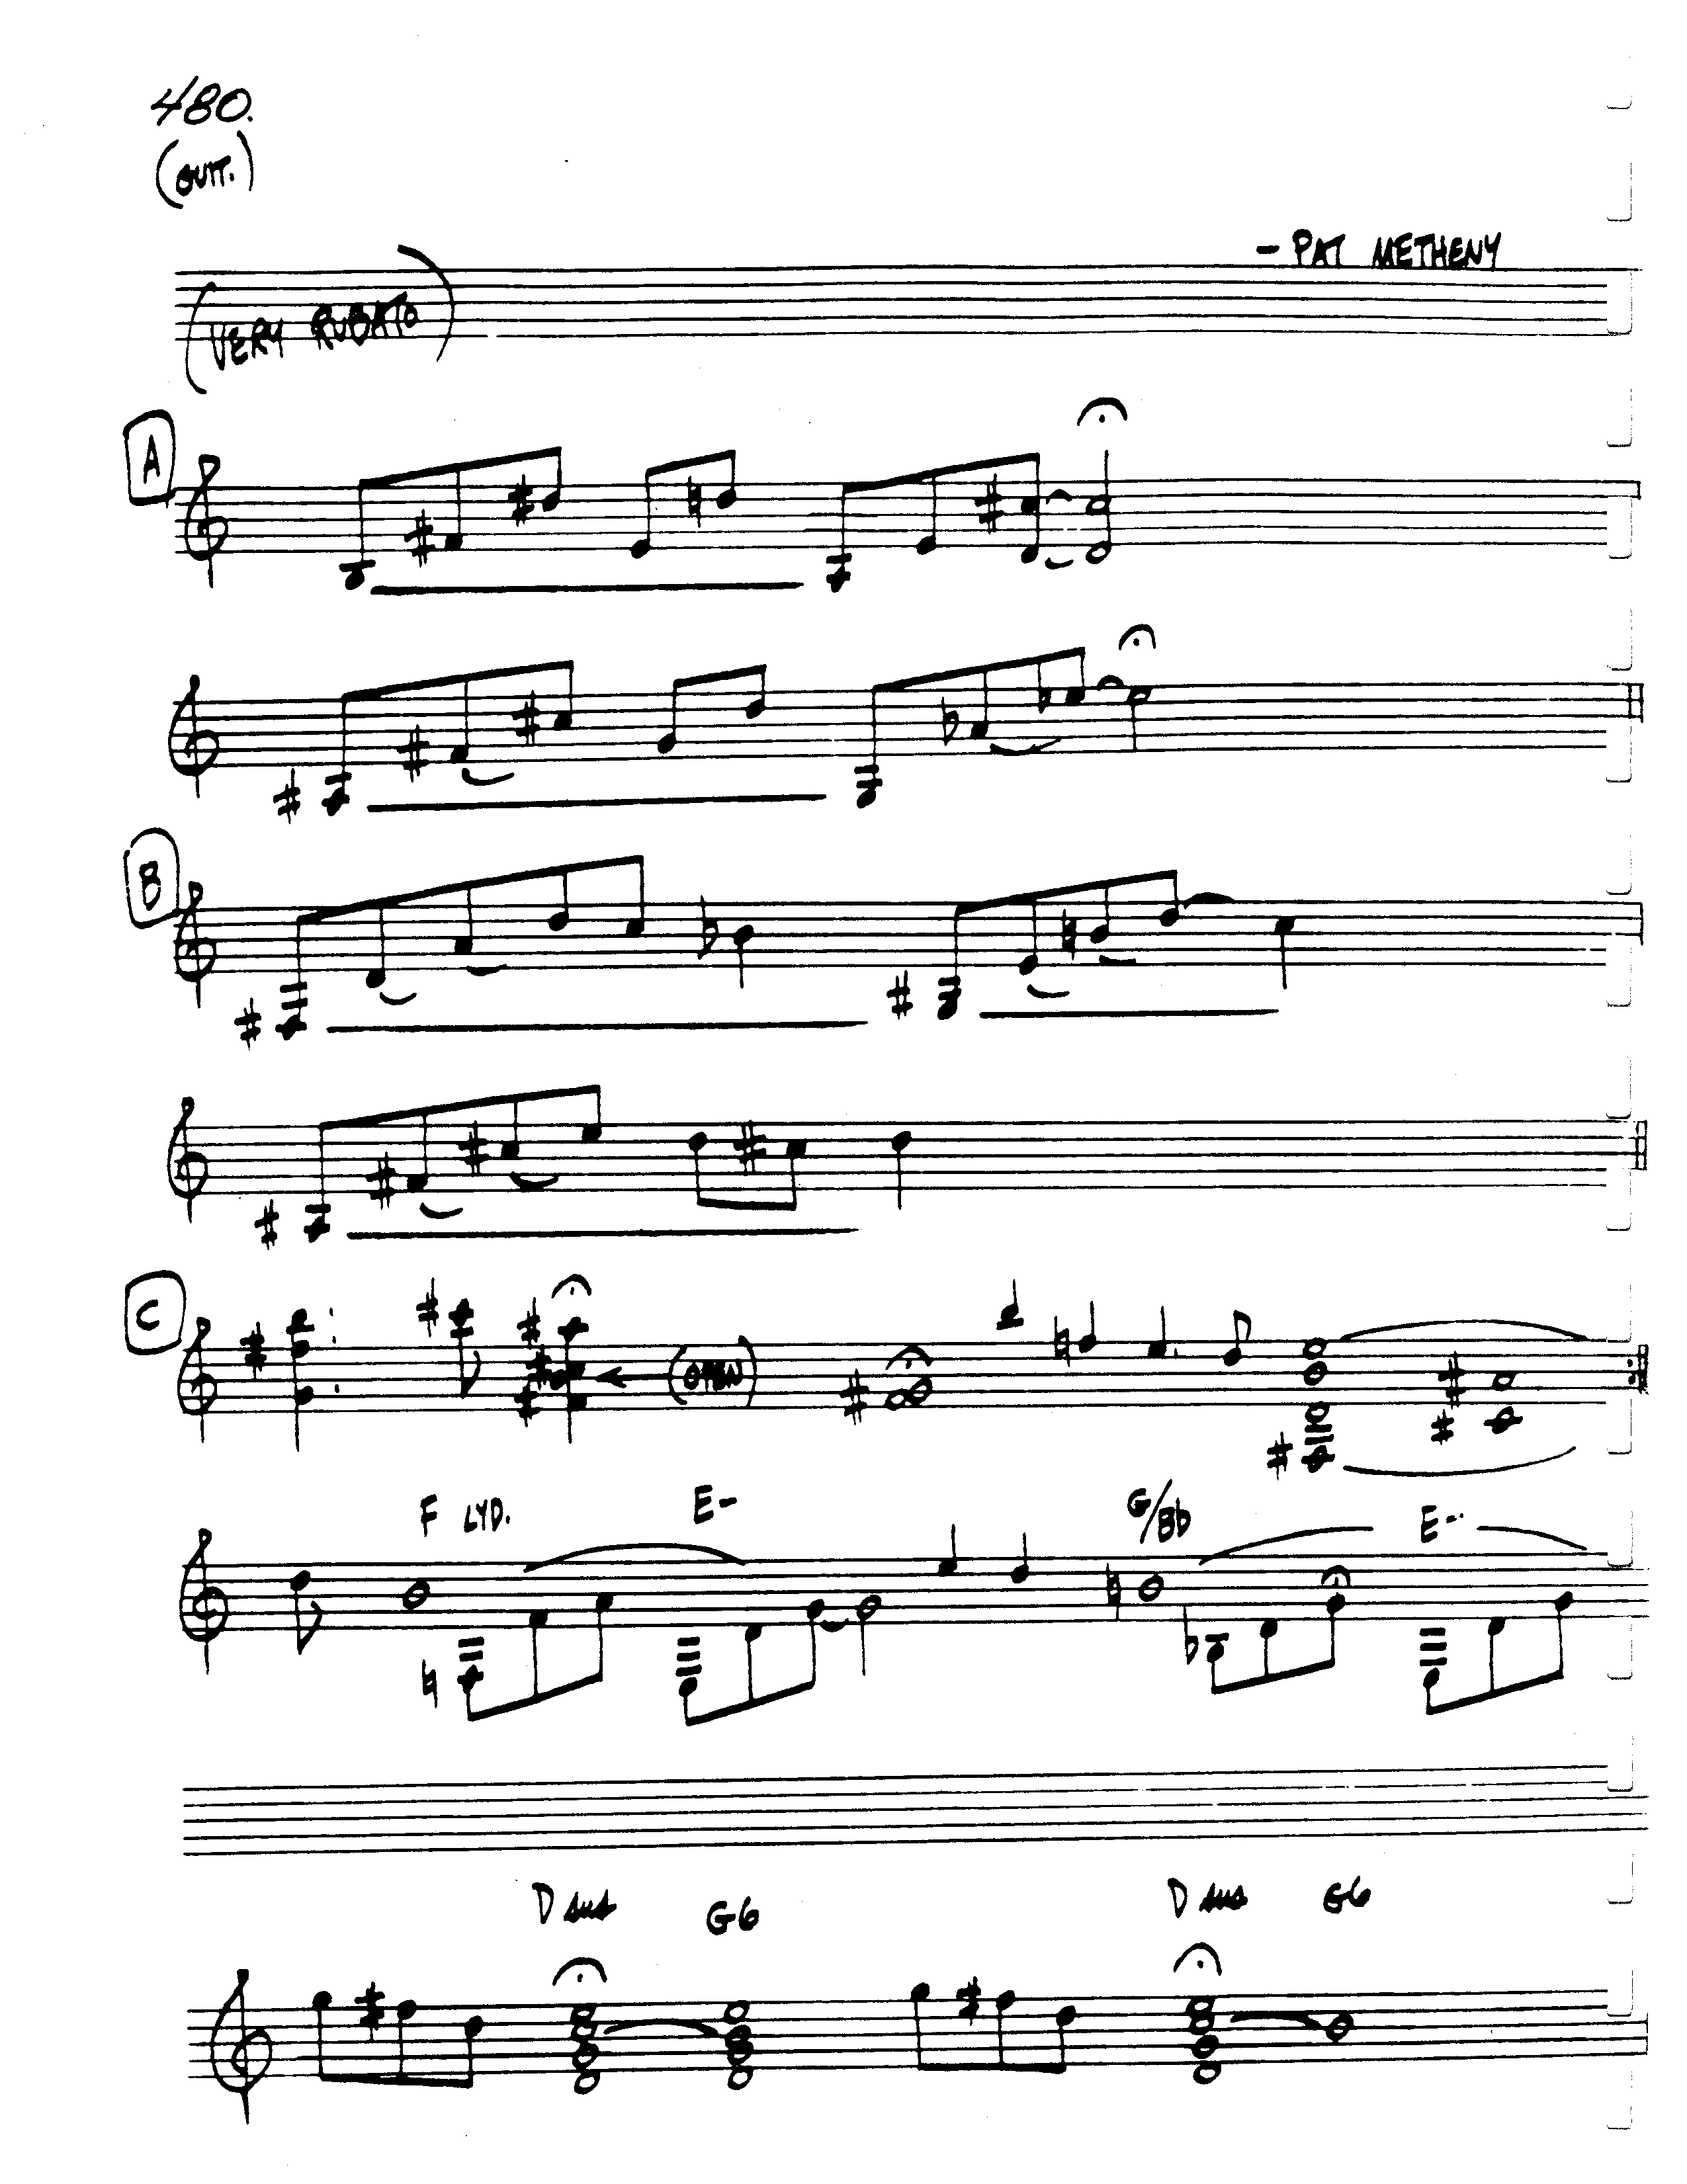 480.
(GUIT.)
- PAT METHENY
(VERY RUBATO)
A
B
C
(OPEN)
F LYD. E- G/Bb E-
D sus G6 D sus G6